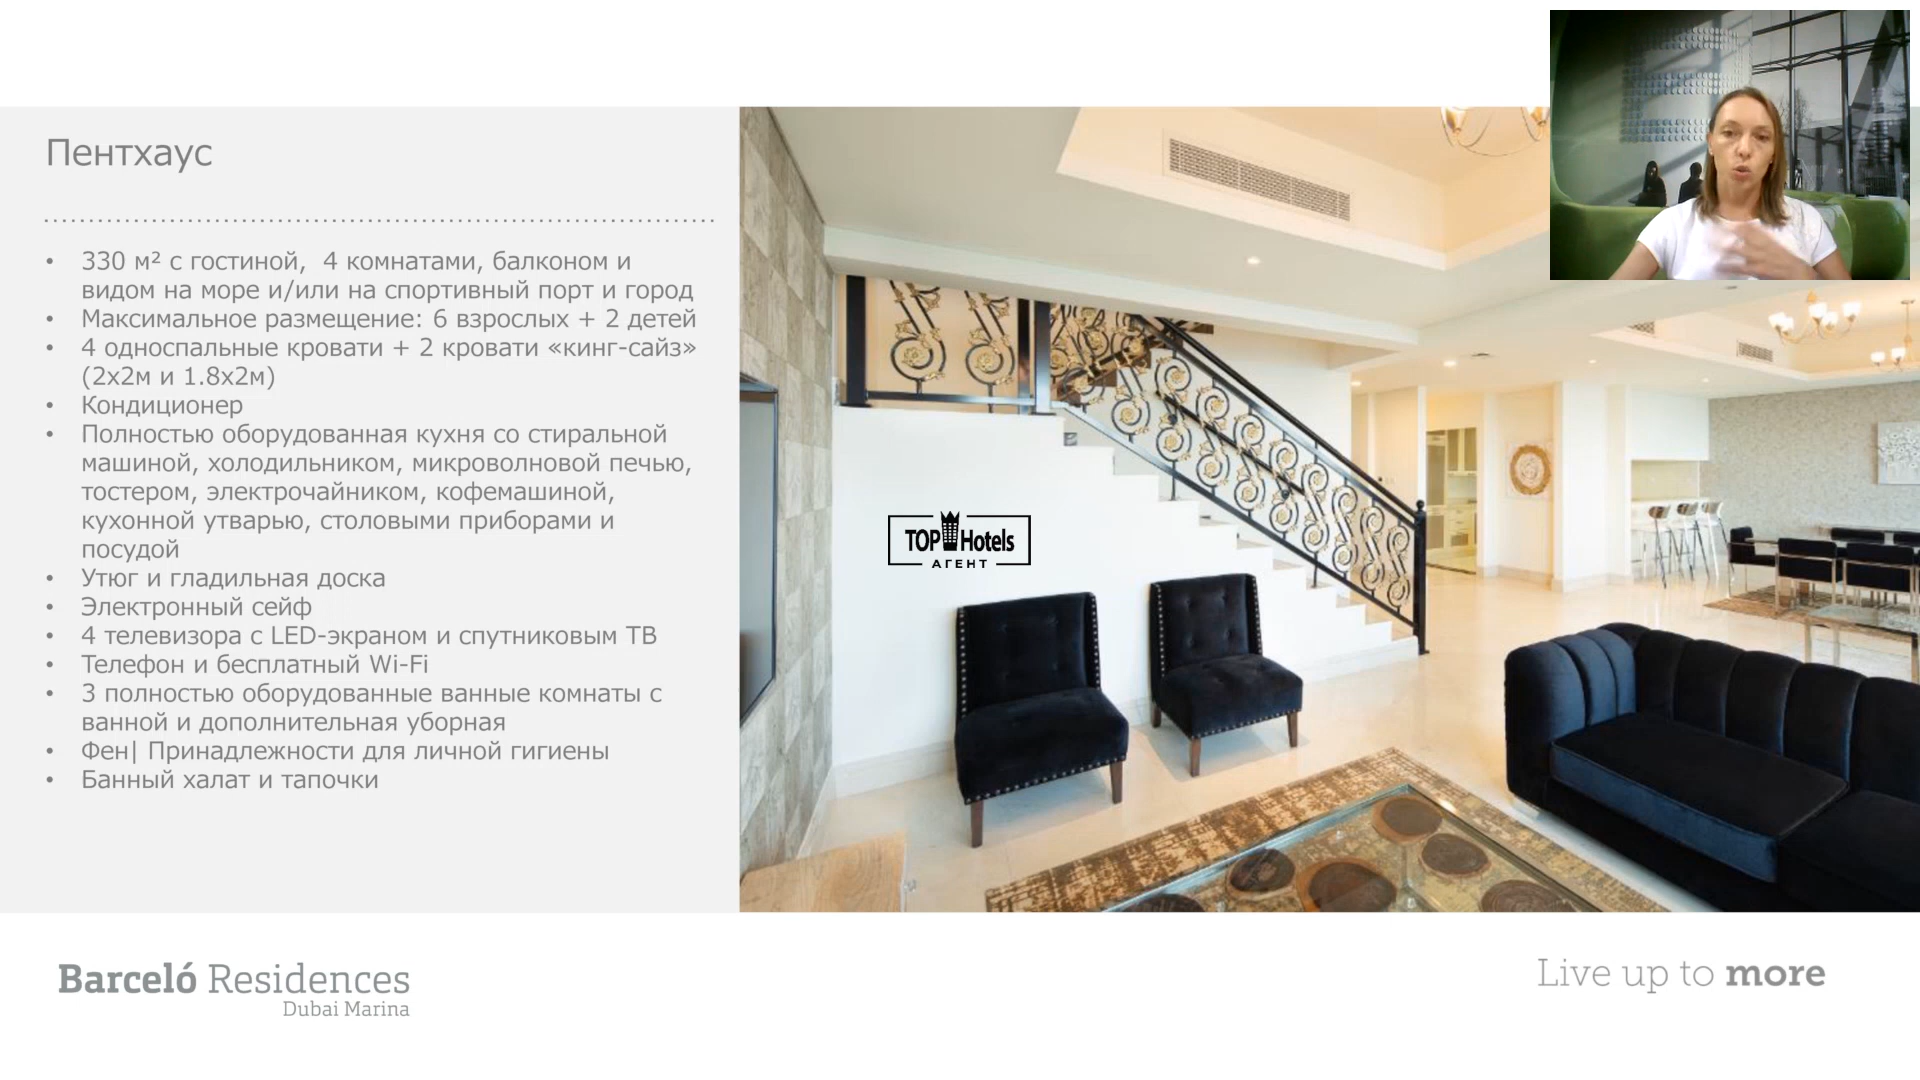 Пентхаус
• 330 м² с гостиной, 4 комнатами, балконом и
видом на море и/или на спортивный порт и город
• Максимальное размещение: 6 взрослых + 2 детей
• 4 односпальные кровати + 2 кровати «кинг-сайз»
(2х2м и 1.8х2м)
• Кондиционер
• Полностью оборудованная кухня со стиральной
машиной, холодильником, микроволновой печью,
тостером, электрочайником, кофемашиной,
кухонной утварью, столовыми приборами и
посудой
• Утюг и гладильная доска
• Электронный сейф
• 4 телевизора с LED-экраном и спутниковым ТВ
• Телефон и бесплатный Wi-Fi
• 3 полностью оборудованные ванные комнаты с
ванной и дополнительная уборная
• Фен| Принадлежности для личной гигиены
• Банный халат и тапочки
TOP Hotels
АГЕНТ
Barceló Residences
Dubai Marina
Live up to more